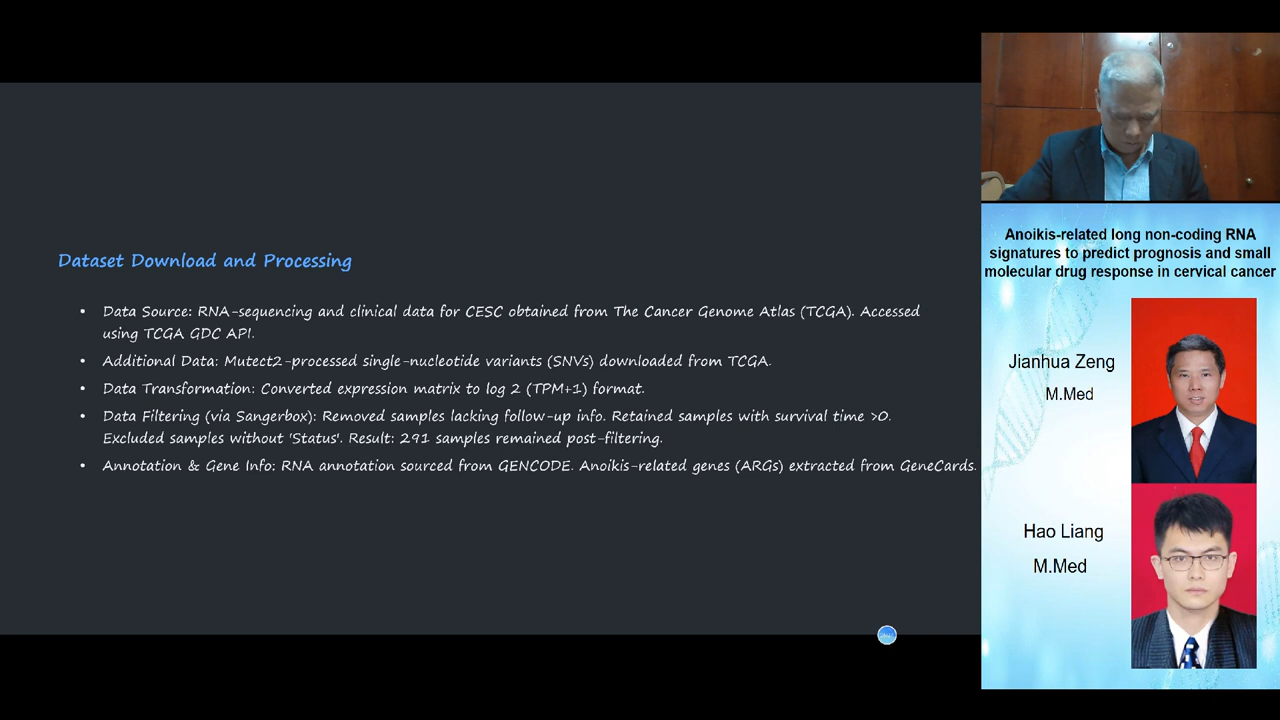 Dataset Download and Processing
• Data Source: RNA-sequencing and clinical data for CESC obtained from The Cancer Genome Atlas (TCGA). Accessed
using TCGA GDC API.
• Additional Data: Mutect2-processed single-nucleotide variants (SNVs) downloaded from TCGA.
• Data Transformation: Converted expression matrix to log 2 (TPM+1) format.
• Data Filtering (via Sangerbox): Removed samples lacking follow-up info. Retained samples with survival time >0.
Excluded samples without 'Status'. Result: 291 samples remained post-filtering.
• Annotation & Gene Info: RNA annotation sourced from GENCODE. Anoikis-related genes (ARGs) extracted from GeneCards.
Anoikis-related long non-coding RNA
signatures to predict prognosis and small
molecular drug response in cervical cancer
Jianhua Zeng
M.Med
Hao Liang
M.Med